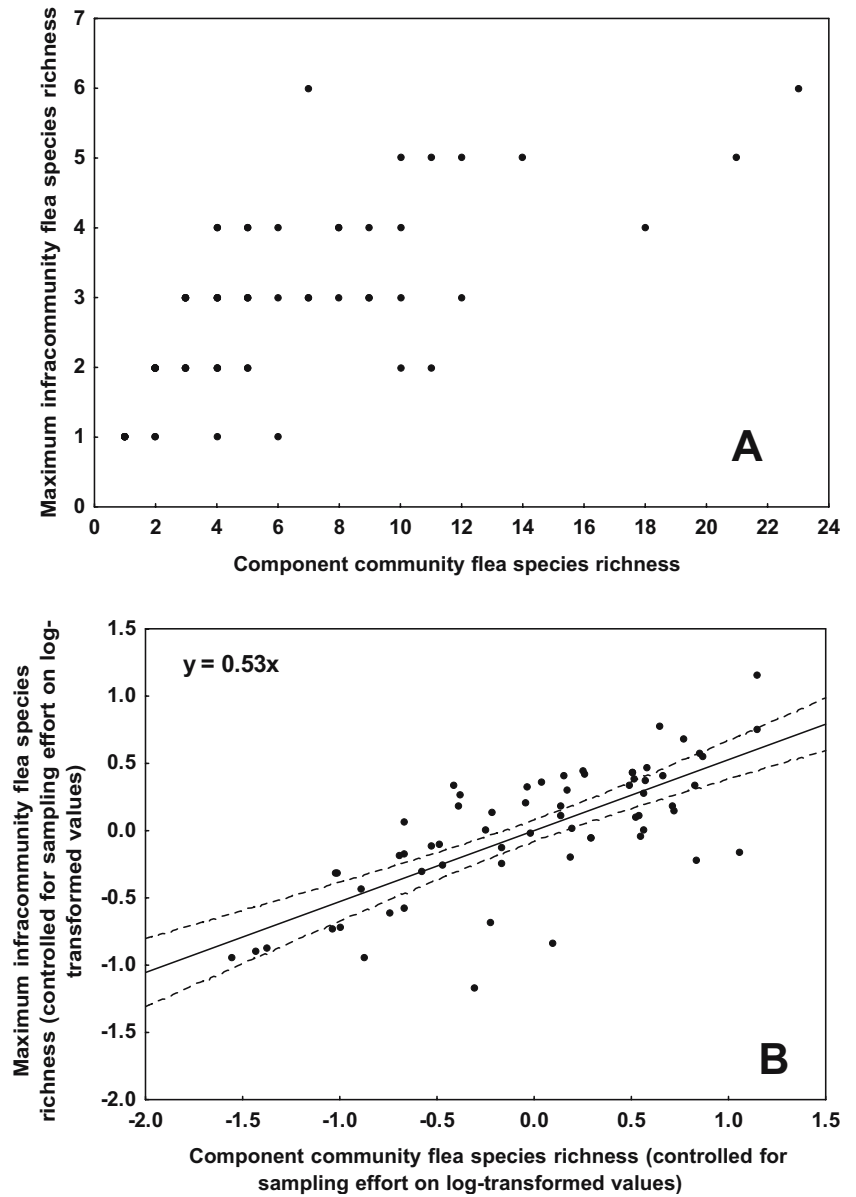 7
6
5
4
3
2
1
0
Maximum infracommunity flea species richness
A
0 2 4 6 8 10 12 14 16 18 20 22 24
Component community flea species richness
1.5
1.0
0.5
0.0
-0.5
-1.0
-1.5
-2.0
Maximum infracommunity flea species
richness (controlled for sampling effort on log-
transformed values)
y = 0.53x
B
-2.0 -1.5 -1.0 -0.5 0.0 0.5 1.0 1.5
Component community flea species richness (controlled for
sampling effort on log-transformed values)